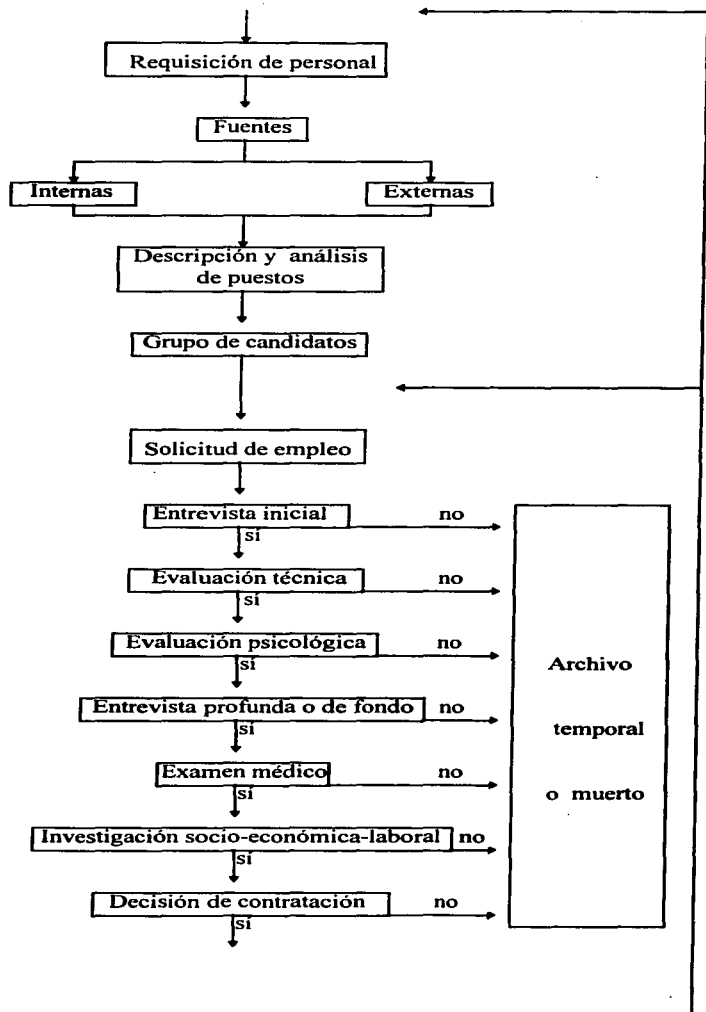 Requisición de personal
Fuentes
Internas
Externas
Descripción y análisis
de puestos
Grupo de candidatos
Solicitud de empleo
Entrevista inicial
no
sí
Evaluación técnica
no
sí
Evaluación psicológica
no
sí
Entrevista profunda o de fondo
no
sí
Examen médico
no
sí
Investigación socio-económica-laboral
no
sí
Decisión de contratación
no
sí
Archivo
temporal
o muerto